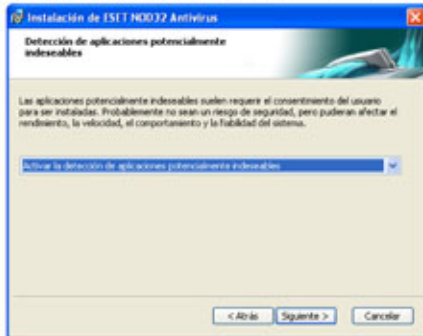 Instalación de ESET NOD32 Antivirus
Detección de aplicaciones potencialmente
indeseables
Las aplicaciones potencialmente indeseables suelen requerir el consentimiento del usuario
para ser instaladas. Probablemente no sean un riesgo de seguridad, pero pudieran afectar el
rendimiento, la velocidad, el comportamiento y la fiabilidad del sistema.
Activar la detección de aplicaciones potencialmente indeseables
< Atrás
Siguiente >
Cancelar